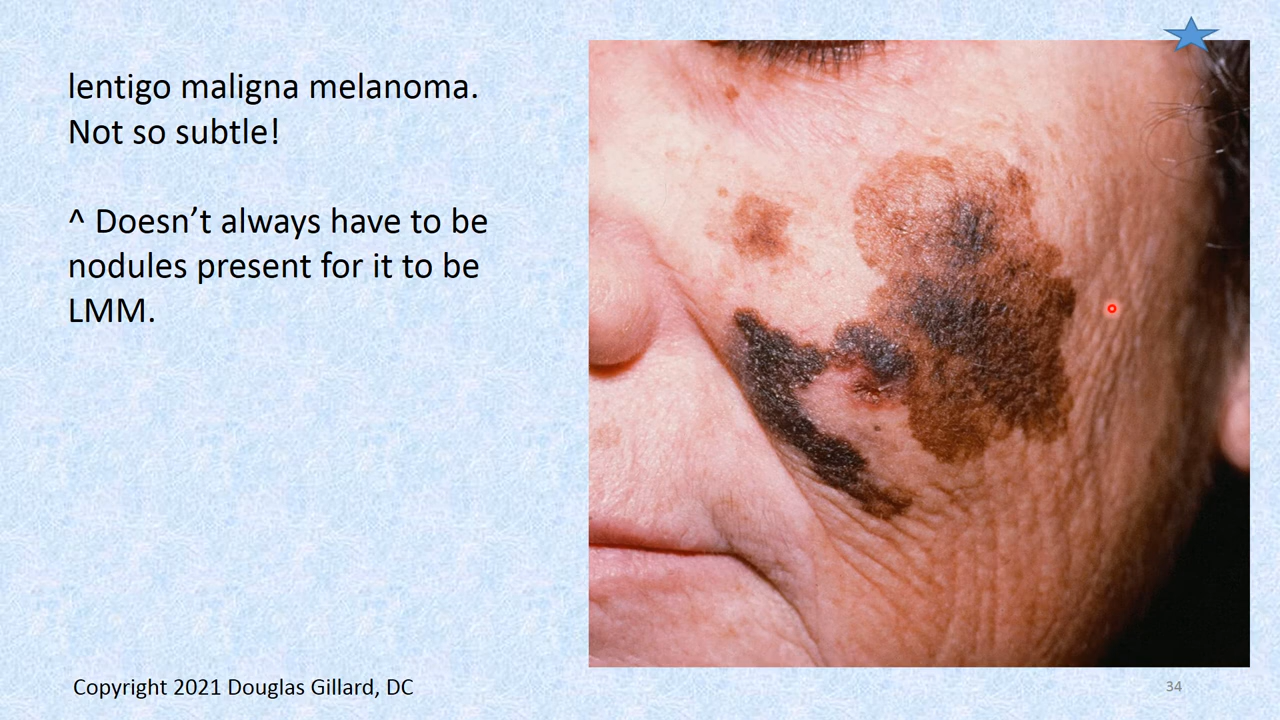 lentigo maligna melanoma.
Not so subtle!
^ Doesn’t always have to be
nodules present for it to be
LMM.
Copyright 2021 Douglas Gillard, DC
34